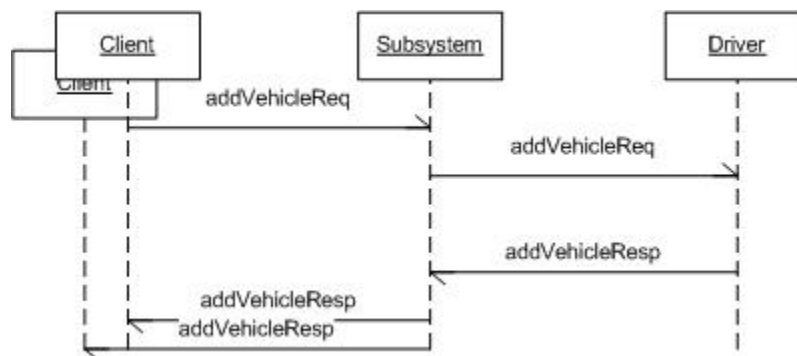 Client
Subsystem
Driver
Client
addVehicleReq
addVehicleReq
addVehicleResp
addVehicleResp
addVehicleResp